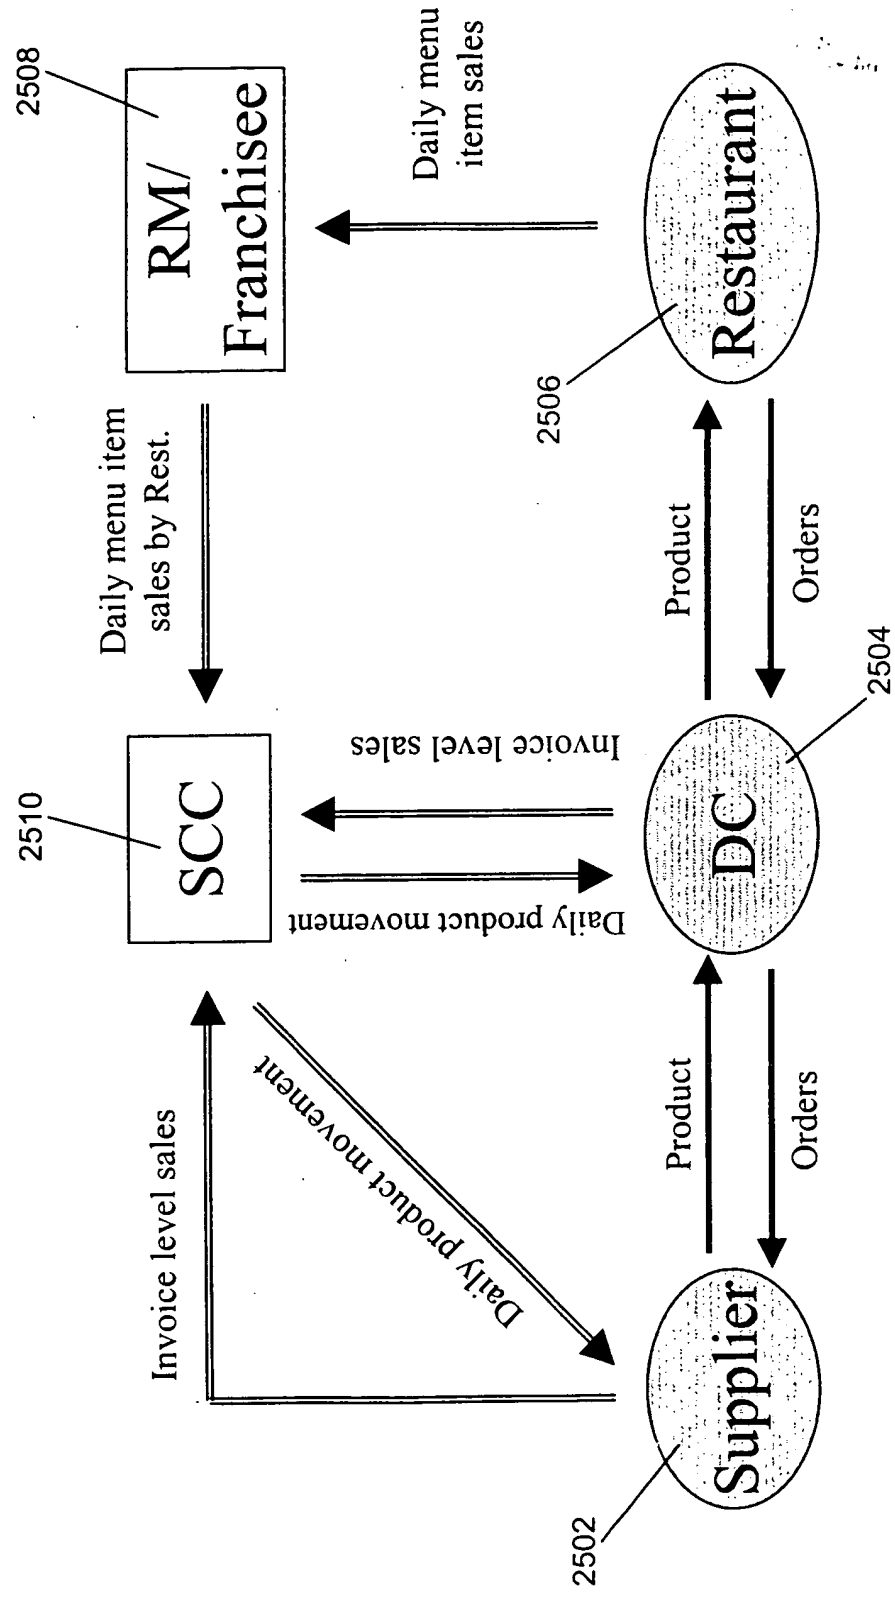 2510
2508
SCC
RM/
Franchisee
Daily menu item
sales by Rest.
Daily menu
item sales
Invoice level sales
Daily product movement
Daily product movement
Invoice level sales
2506
Supplier
Product
Orders
DC
Product
Orders
Restaurant
2502
2504